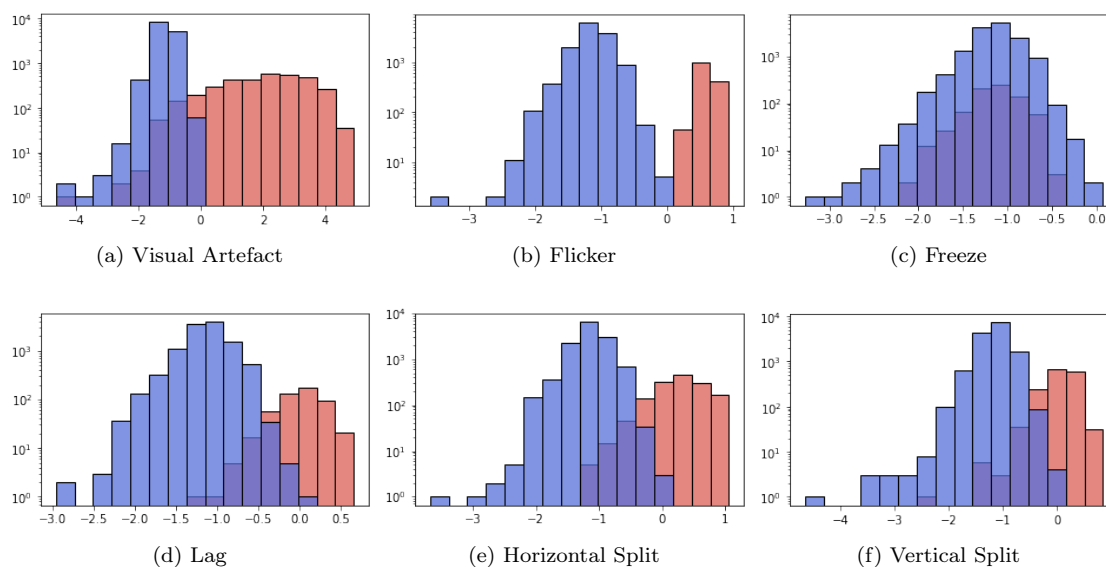 10⁴
10³
10²
10¹
10⁰
−4 −2 0 2 4
(a) Visual Artefact
10³
10²
10¹
−3 −2 −1 0 1
(b) Flicker
10³
10²
10¹
10⁰
−3.0 −2.5 −2.0 −1.5 −1.0 −0.5 0.0
(c) Freeze
10³
10²
10¹
10⁰
−3.0 −2.5 −2.0 −1.5 −1.0 −0.5 0.0 0.5
(d) Lag
10⁴
10³
10²
10¹
10⁰
−3 −2 −1 0 1
(e) Horizontal Split
10⁴
10³
10²
10¹
10⁰
−4 −3 −2 −1 0
(f) Vertical Split